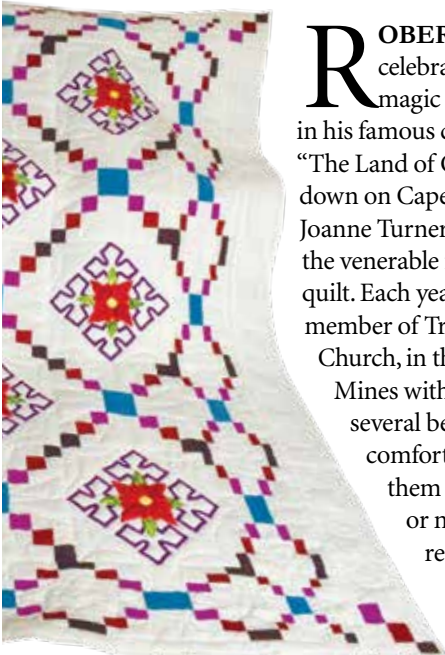 ROBER
celebra
magic
in his famous c
“The Land of C
down on Cape
Joanne Turner
the venerable
quilt. Each yea
member of Tr
Church, in th
Mines with
several be
comfort
them
or n
re